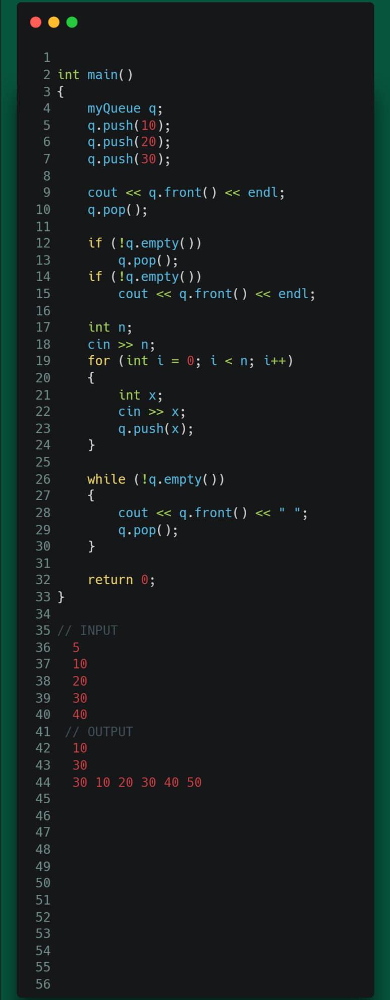 1
2 int main()
3 {
4     myQueue q;
5     q.push(10);
6     q.push(20);
7     q.push(30);
8
9     cout << q.front() << endl;
10     q.pop();
11
12     if (!q.empty())
13         q.pop();
14     if (!q.empty())
15         cout << q.front() << endl;
16
17     int n;
18     cin >> n;
19     for (int i = 0; i < n; i++)
20     {
21         int x;
22         cin >> x;
23         q.push(x);
24     }
25
26     while (!q.empty())
27     {
28         cout << q.front() << " ";
29         q.pop();
30     }
31
32     return 0;
33 }
34
35 // INPUT
36   5
37   10
38   20
39   30
40   40
41  // OUTPUT
42   10
43   30
44   30 10 20 30 40 50
45
46
47
48
49
50
51
52
53
54
55
56